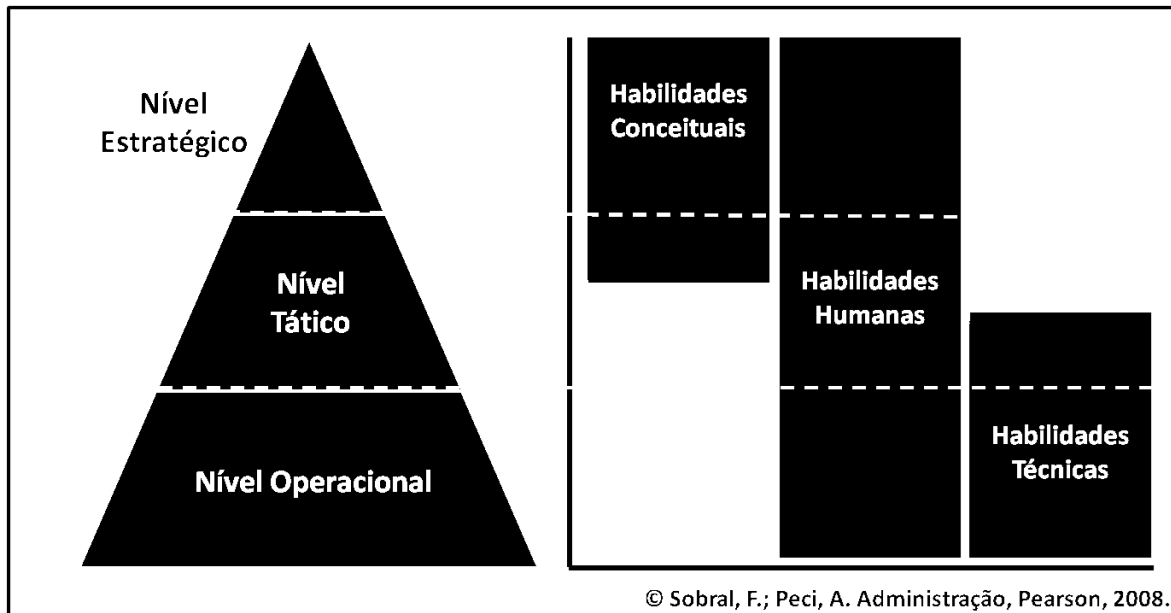 Nível
Estratégico
Nível
Tático
Nível Operacional
Habilidades
Conceituais
Habilidades
Humanas
Habilidades
Técnicas
© Sobral, F.; Peci, A. Administração, Pearson, 2008.